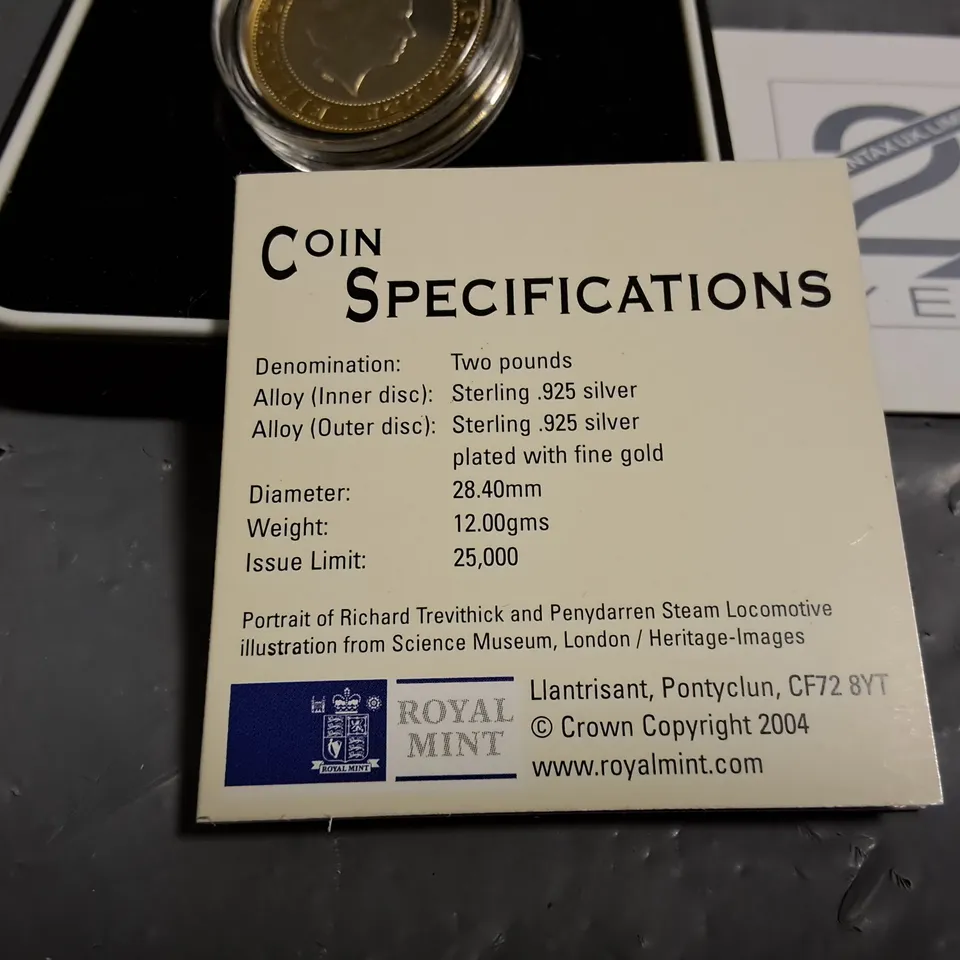 COIN
SPECIFICATIONS
Denomination: Two pounds
Alloy (Inner disc): Sterling .925 silver
Alloy (Outer disc): Sterling .925 silver
plated with fine gold
Diameter: 28.40mm
Weight: 12.00gms
Issue Limit: 25,000
Portrait of Richard Trevithick and Penydarren Steam Locomotive
illustration from Science Museum, London / Heritage-Images
ROYAL MINT
ROYAL
MINT
Llantrisant, Pontyclun, CF72 8YT
© Crown Copyright 2004
www.royalmint.com